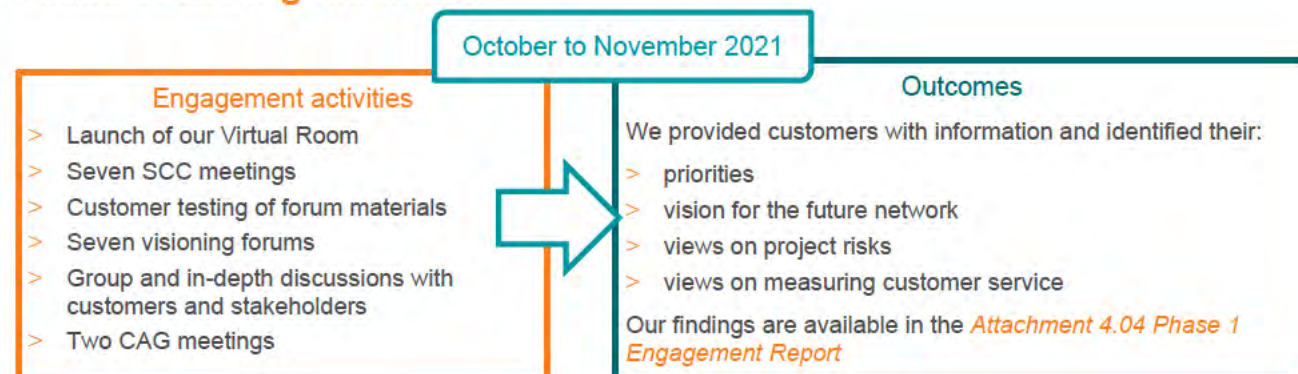 October to November 2021
Engagement activities
> Launch of our Virtual Room
> Seven SCC meetings
> Customer testing of forum materials
> Seven visioning forums
> Group and in-depth discussions with
customers and stakeholders
> Two CAG meetings
Outcomes
We provided customers with information and identified their:
> priorities
> vision for the future network
> views on project risks
> views on measuring customer service
Our findings are available in the Attachment 4.04 Phase 1
Engagement Report